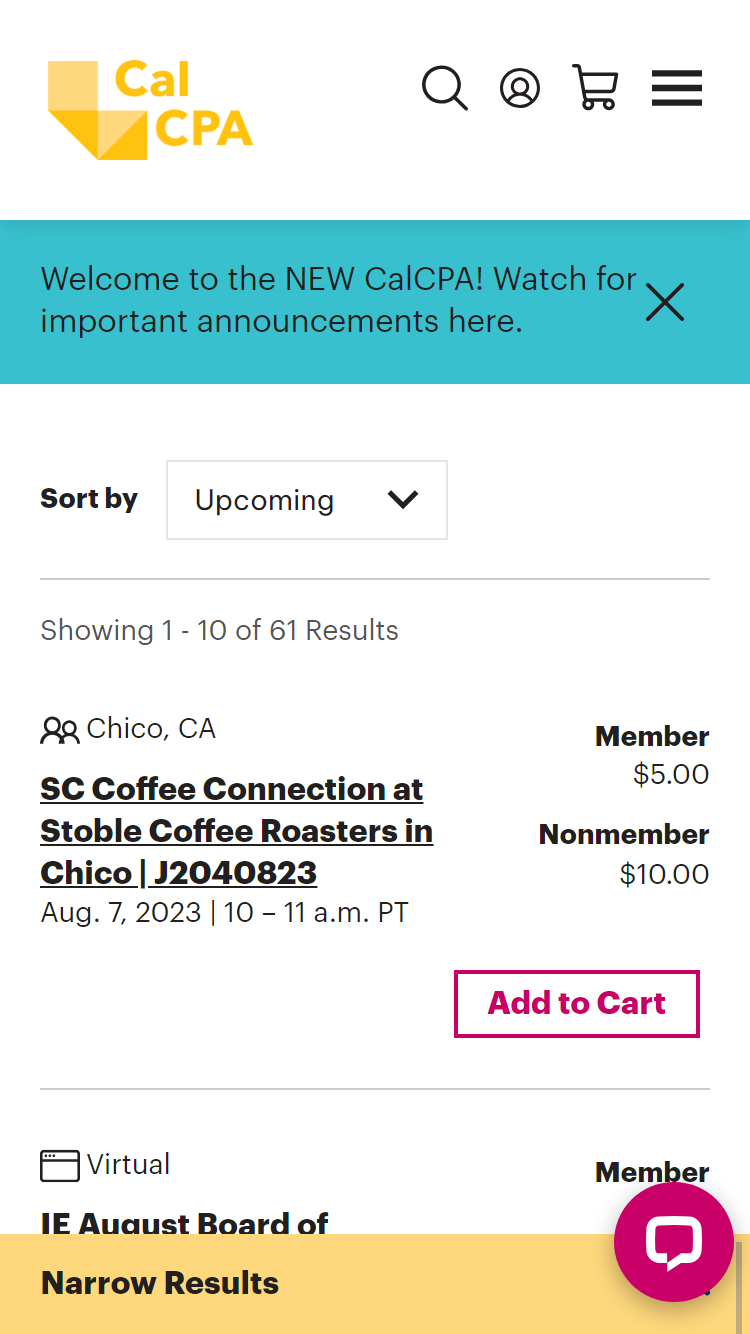 Cal
CPA
Welcome to the NEW CalCPA! Watch for
important announcements here.
Sort by
Upcoming
Showing 1 - 10 of 61 Results
Chico, CA
SC Coffee Connection at
Stoble Coffee Roasters in
Chico | J2040823
Aug. 7, 2023 | 10 – 11 a.m. PT
Member
$5.00
Nonmember
$10.00
Add to Cart
Virtual
Member
IE August Board of
Narrow Results